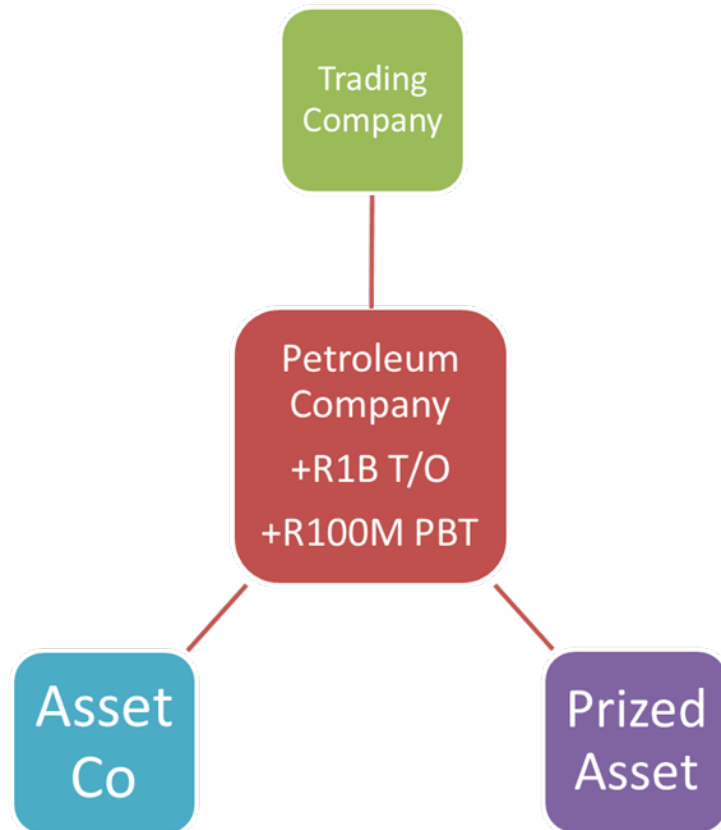 Trading
Company
Petroleum
Company
+R1B T/O
+R100M PBT
Asset
Co
Prized
Asset